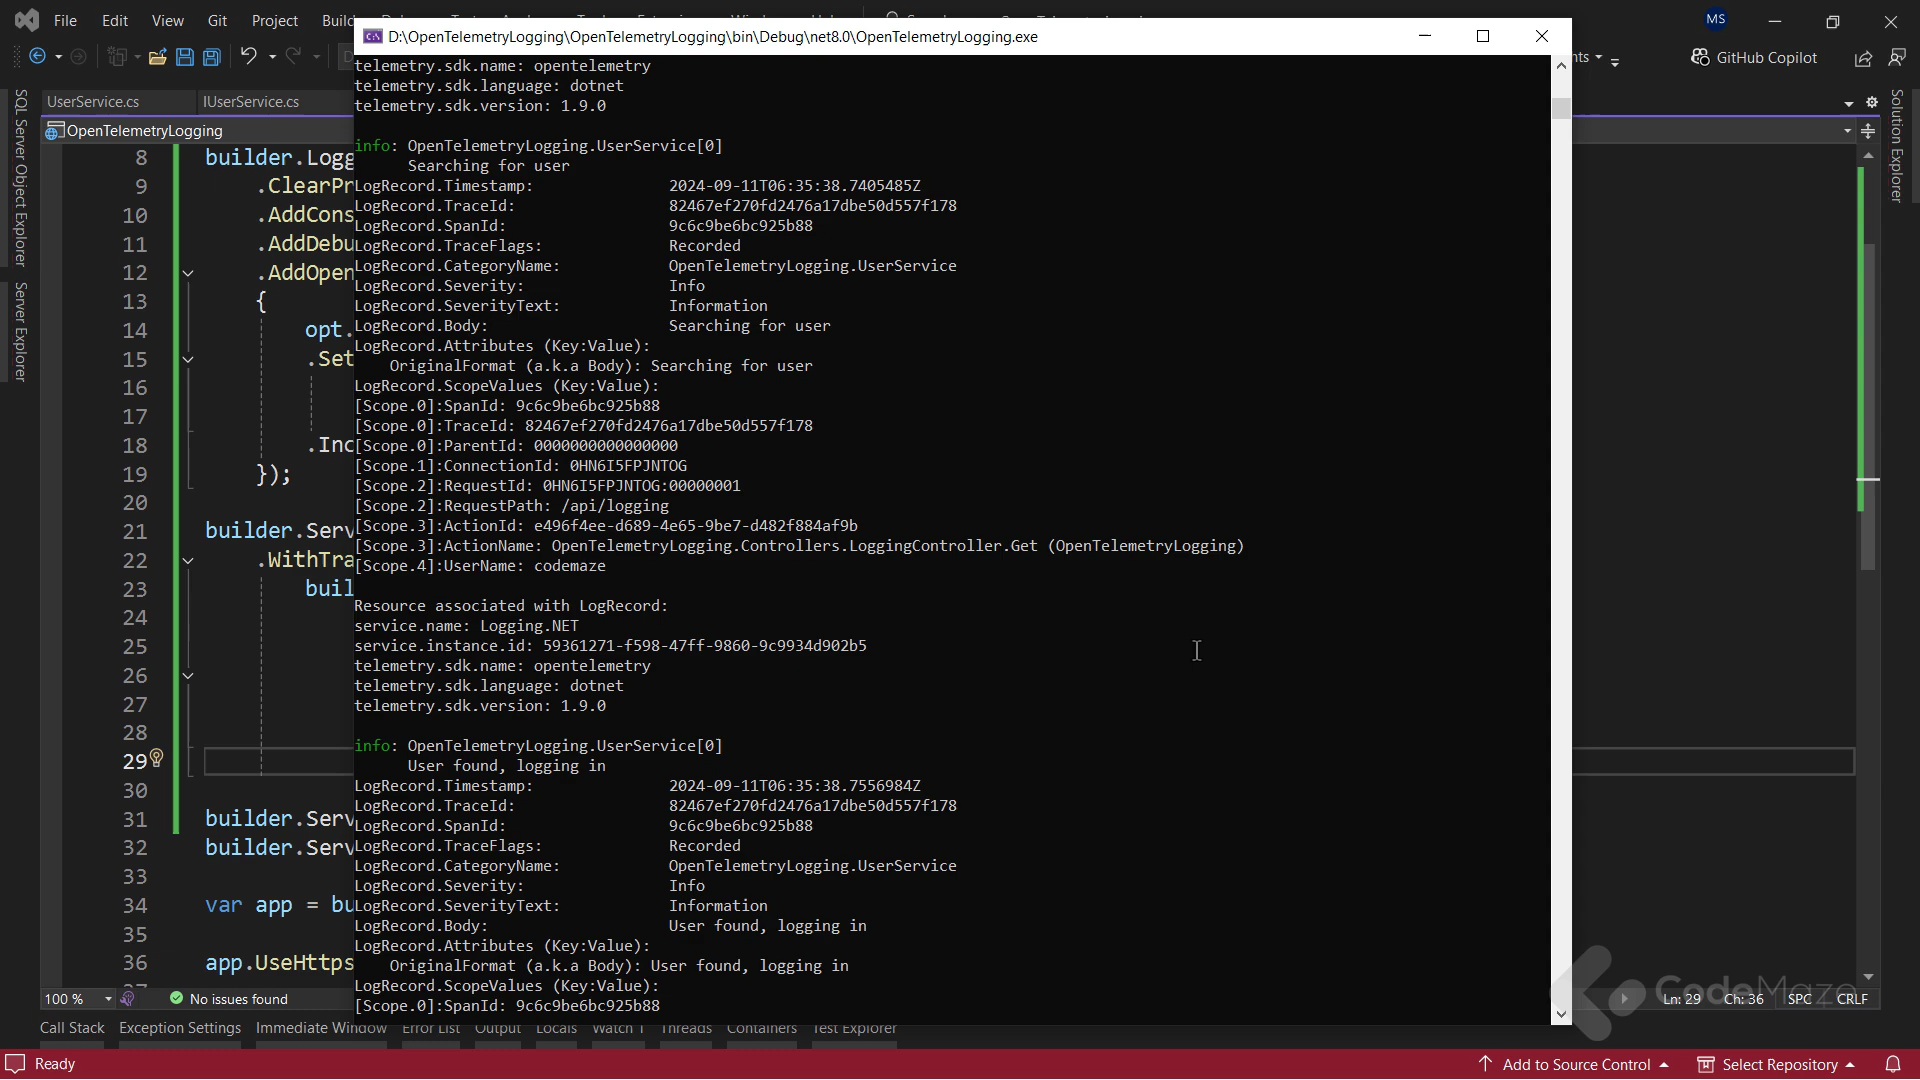 File Edit View Git Project
MS
D:\OpenTelemetryLogging\OpenTelemetryLogging\bin\Debug\net8.0\OpenTelemetryLogging.exe
GitHub Copilot
UserService.cs IUserService.cs
OpenTelemetryLogging
SQL Server Object Explorer
Server Explorer
Solution Explorer
8 builder.Logg
9 .ClearPr
10 .AddCons
11 .AddDebu
12 .AddOpen
13 {
14 opt.
15 .Set
16
17
18 .Inc
19 });
20
21 builder.Serv
22 .WithTra
23 buil
24
25
26
27
28
29
30
31 builder.Serv
32 builder.Serv
33
34 var app = bu
35
36 app.UseHttps
telemetry.sdk.name: opentelemetry
telemetry.sdk.language: dotnet
telemetry.sdk.version: 1.9.0
info: OpenTelemetryLogging.UserService[0]
Searching for user
LogRecord.Timestamp: 2024-09-11T06:35:38.7405485Z
LogRecord.TraceId: 82467ef270fd2476a17dbe50d557f178
LogRecord.SpanId: 9c6c9be6bc925b88
LogRecord.TraceFlags: Recorded
LogRecord.CategoryName: OpenTelemetryLogging.UserService
LogRecord.Severity: Info
LogRecord.SeverityText: Information
LogRecord.Body: Searching for user
LogRecord.Attributes (Key:Value):
OriginalFormat (a.k.a Body): Searching for user
LogRecord.ScopeValues (Key:Value):
[Scope.0]:SpanId: 9c6c9be6bc925b88
[Scope.0]:TraceId: 82467ef270fd2476a17dbe50d557f178
[Scope.0]:ParentId: 0000000000000000
[Scope.1]:ConnectionId: 0HN6I5FPJNTOG
[Scope.2]:RequestId: 0HN6I5FPJNTOG:00000001
[Scope.2]:RequestPath: /api/logging
[Scope.3]:ActionId: e496f4ee-d689-4e65-9be7-d482f884af9b
[Scope.3]:ActionName: OpenTelemetryLogging.Controllers.LoggingController.Get (OpenTelemetryLogging)
[Scope.4]:UserName: codemaze
Resource associated with LogRecord:
service.name: Logging.NET
service.instance.id: 59361271-f598-47ff-9860-9c9934d902b5
telemetry.sdk.name: opentelemetry
telemetry.sdk.language: dotnet
telemetry.sdk.version: 1.9.0
info: OpenTelemetryLogging.UserService[0]
User found, logging in
LogRecord.Timestamp: 2024-09-11T06:35:38.7556984Z
LogRecord.TraceId: 82467ef270fd2476a17dbe50d557f178
LogRecord.SpanId: 9c6c9be6bc925b88
LogRecord.TraceFlags: Recorded
LogRecord.CategoryName: OpenTelemetryLogging.UserService
LogRecord.Severity: Info
LogRecord.SeverityText: Information
LogRecord.Body: User found, logging in
LogRecord.Attributes (Key:Value):
OriginalFormat (a.k.a Body): User found, logging in
LogRecord.ScopeValues (Key:Value):
[Scope.0]:SpanId: 9c6c9be6bc925b88
CodeMaze
100 % No issues found Ln: 29 Ch: 36 SPC CRLF
Call Stack Exception Settings Immediate Window Error List Output Locals Watch 1 Threads Containers Test Explorer
Ready Add to Source Control Select Repository